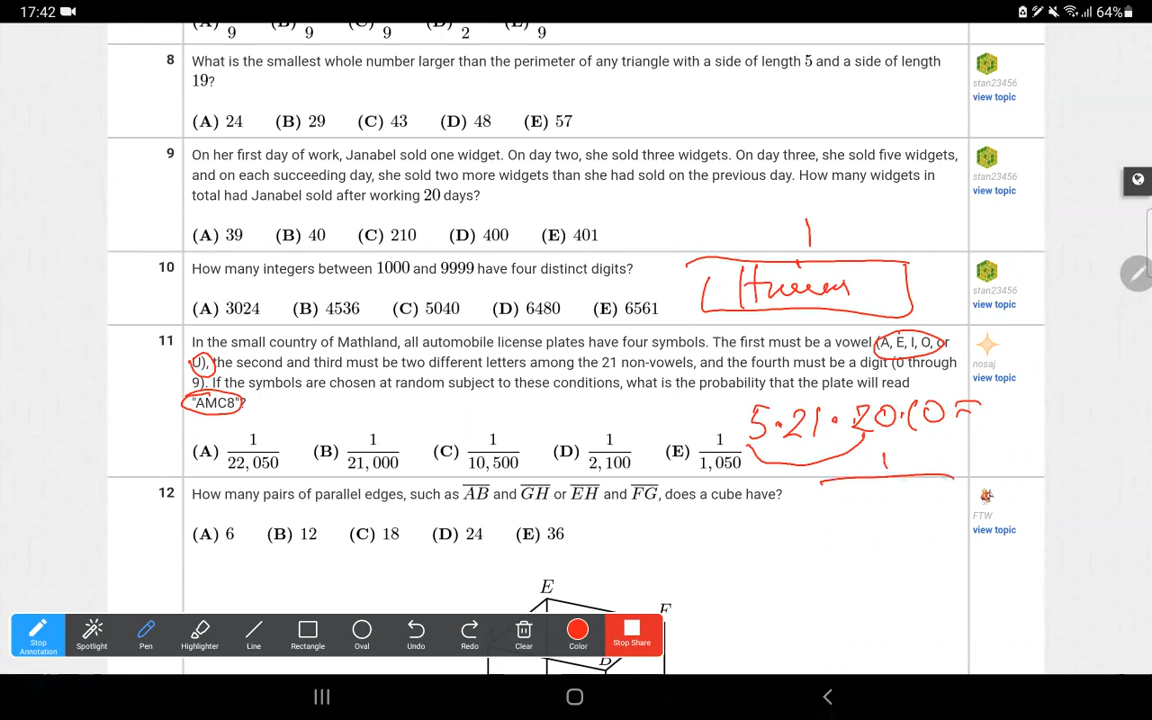 17:42 64%
(A) 9 (B) 9 (C) 9 (D) 2 (E) 9
8 What is the smallest whole number larger than the perimeter of any triangle with a side of length 5 and a side of length
19?
stan23456
view topic
(A) 24 (B) 29 (C) 43 (D) 48 (E) 57
9 On her first day of work, Janabel sold one widget. On day two, she sold three widgets. On day three, she sold five widgets,
and on each succeeding day, she sold two more widgets than she had sold on the previous day. How many widgets in
total had Janabel sold after working 20 days?
stan23456
view topic
(A) 39 (B) 40 (C) 210 (D) 400 (E) 401
1
10 How many integers between 1000 and 9999 have four distinct digits?
stan23456
view topic
(A) 3024 (B) 4536 (C) 5040 (D) 6480 (E) 6561
11 In the small country of Mathland, all automobile license plates have four symbols. The first must be a vowel (A, E, I, O, or
U), the second and third must be two different letters among the 21 non-vowels, and the fourth must be a digit (0 through
9). If the symbols are chosen at random subject to these conditions, what is the probability that the plate will read
"AMC8"?
nosaj
view topic
5·21·20·10=
(A) 1/22,050 (B) 1/21,000 (C) 1/10,500 (D) 1/2,100 (E) 1/1,050
1
12 How many pairs of parallel edges, such as AB and GH or EH and FG, does a cube have?
FTW
view topic
(A) 6 (B) 12 (C) 18 (D) 24 (E) 36
E
F
D
Stop Annotation Spotlight Pen Highlighter Line Rectangle Oval Undo Redo Clear Color Stop Share